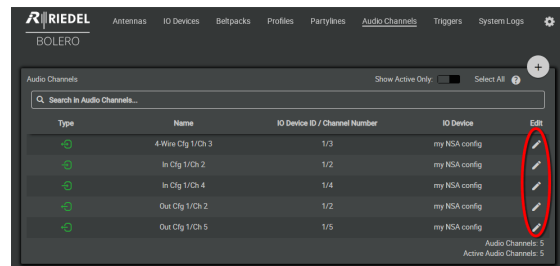 RIEDEL Antennas IO Devices Beltpacks Profiles Partylines Audio Channels Triggers System Logs
BOLERO
+
Audio Channels Show Active Only: Select All ?
Search in Audio Channels...
Type Name IO Device ID / Channel Number IO Device Edit
4-Wire Cfg 1/Ch 3 1/3 my NSA config
In Cfg 1/Ch 2 1/2 my NSA config
In Cfg 1/Ch 4 1/4 my NSA config
Out Cfg 1/Ch 2 1/2 my NSA config
Out Cfg 1/Ch 5 1/5 my NSA config
Audio Channels: 5
Active Audio Channels: 5